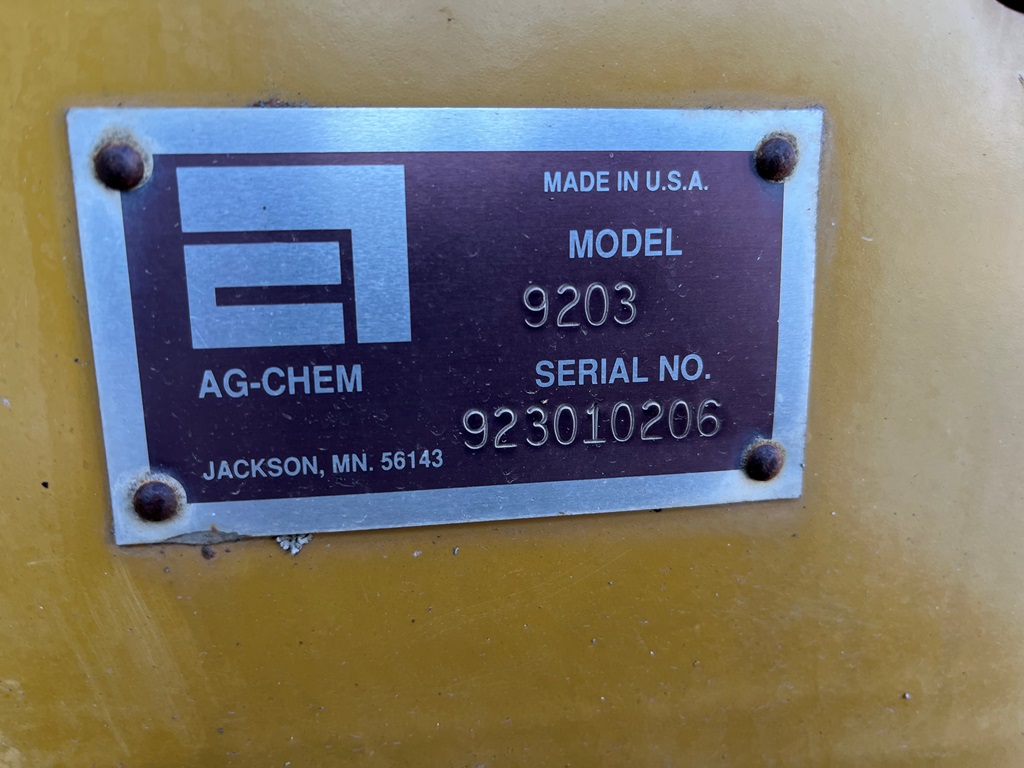 MADE IN U.S.A.
MODEL
9203
AG-CHEM
SERIAL NO.
923010206
JACKSON, MN. 56143